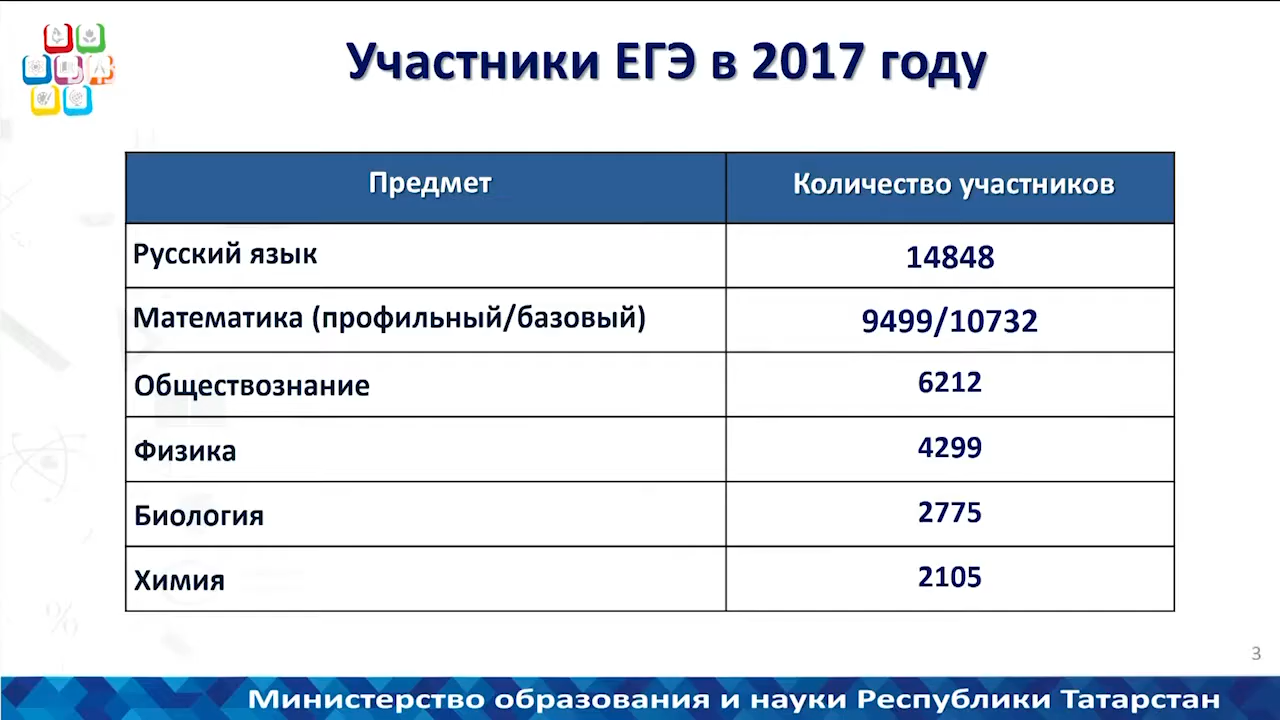 Участники ЕГЭ в 2017 году
Предмет
Количество участников
Русский язык
14848
Математика (профильный/базовый)
9499/10732
Обществознание
6212
Физика
4299
Биология
2775
Химия
2105
3
Министерство образования и науки Республики Татарстан